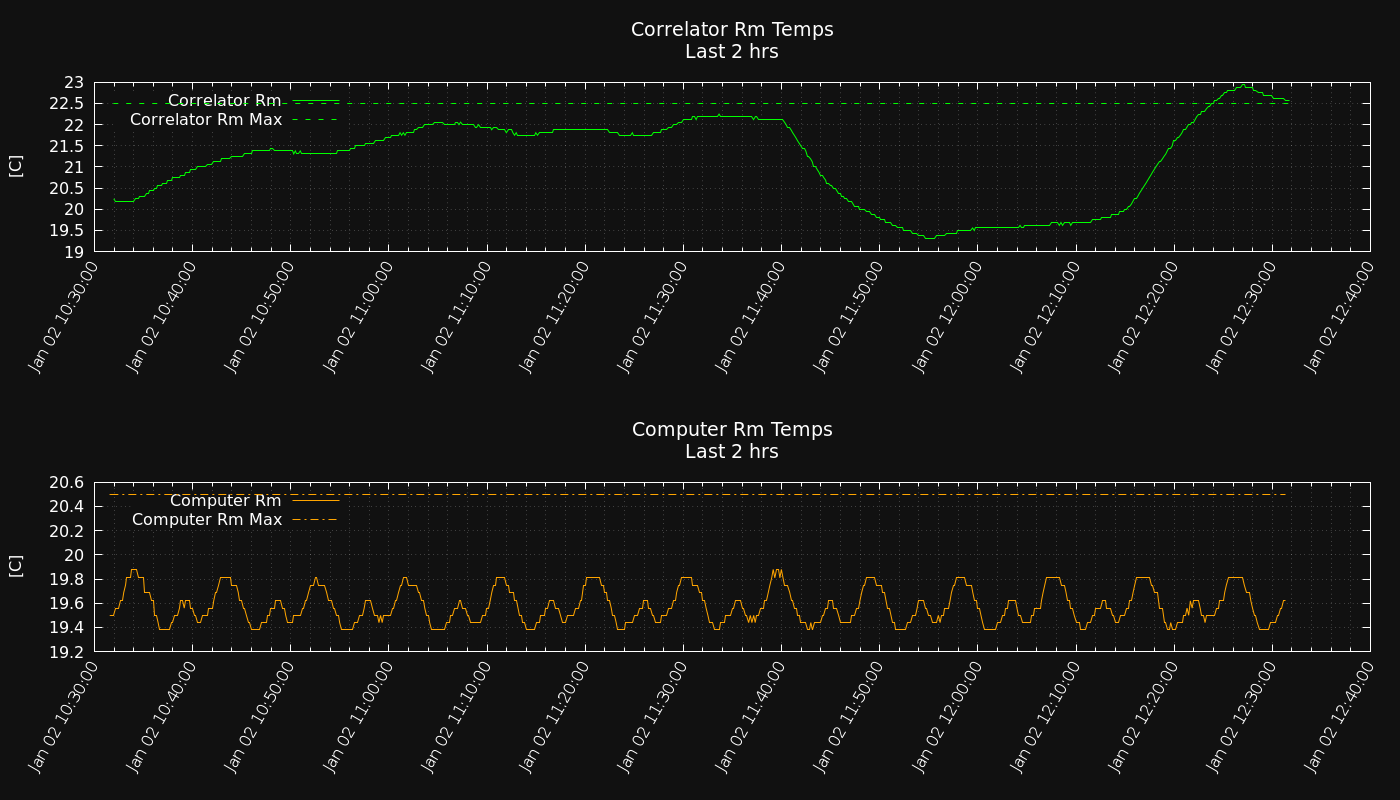 Correlator Rm Temps
Last 2 hrs
23
22.5
22
21.5
21
20.5
20
19.5
19
[C]
Correlator Rm
Correlator Rm Max
Jan 02 10:30:00
Jan 02 10:40:00
Jan 02 10:50:00
Jan 02 11:00:00
Jan 02 11:10:00
Jan 02 11:20:00
Jan 02 11:30:00
Jan 02 11:40:00
Jan 02 11:50:00
Jan 02 12:00:00
Jan 02 12:10:00
Jan 02 12:20:00
Jan 02 12:30:00
Jan 02 12:40:00
Computer Rm Temps
Last 2 hrs
20.6
20.4
20.2
20
19.8
19.6
19.4
19.2
[C]
Computer Rm
Computer Rm Max
Jan 02 10:30:00
Jan 02 10:40:00
Jan 02 10:50:00
Jan 02 11:00:00
Jan 02 11:10:00
Jan 02 11:20:00
Jan 02 11:30:00
Jan 02 11:40:00
Jan 02 11:50:00
Jan 02 12:00:00
Jan 02 12:10:00
Jan 02 12:20:00
Jan 02 12:30:00
Jan 02 12:40:00